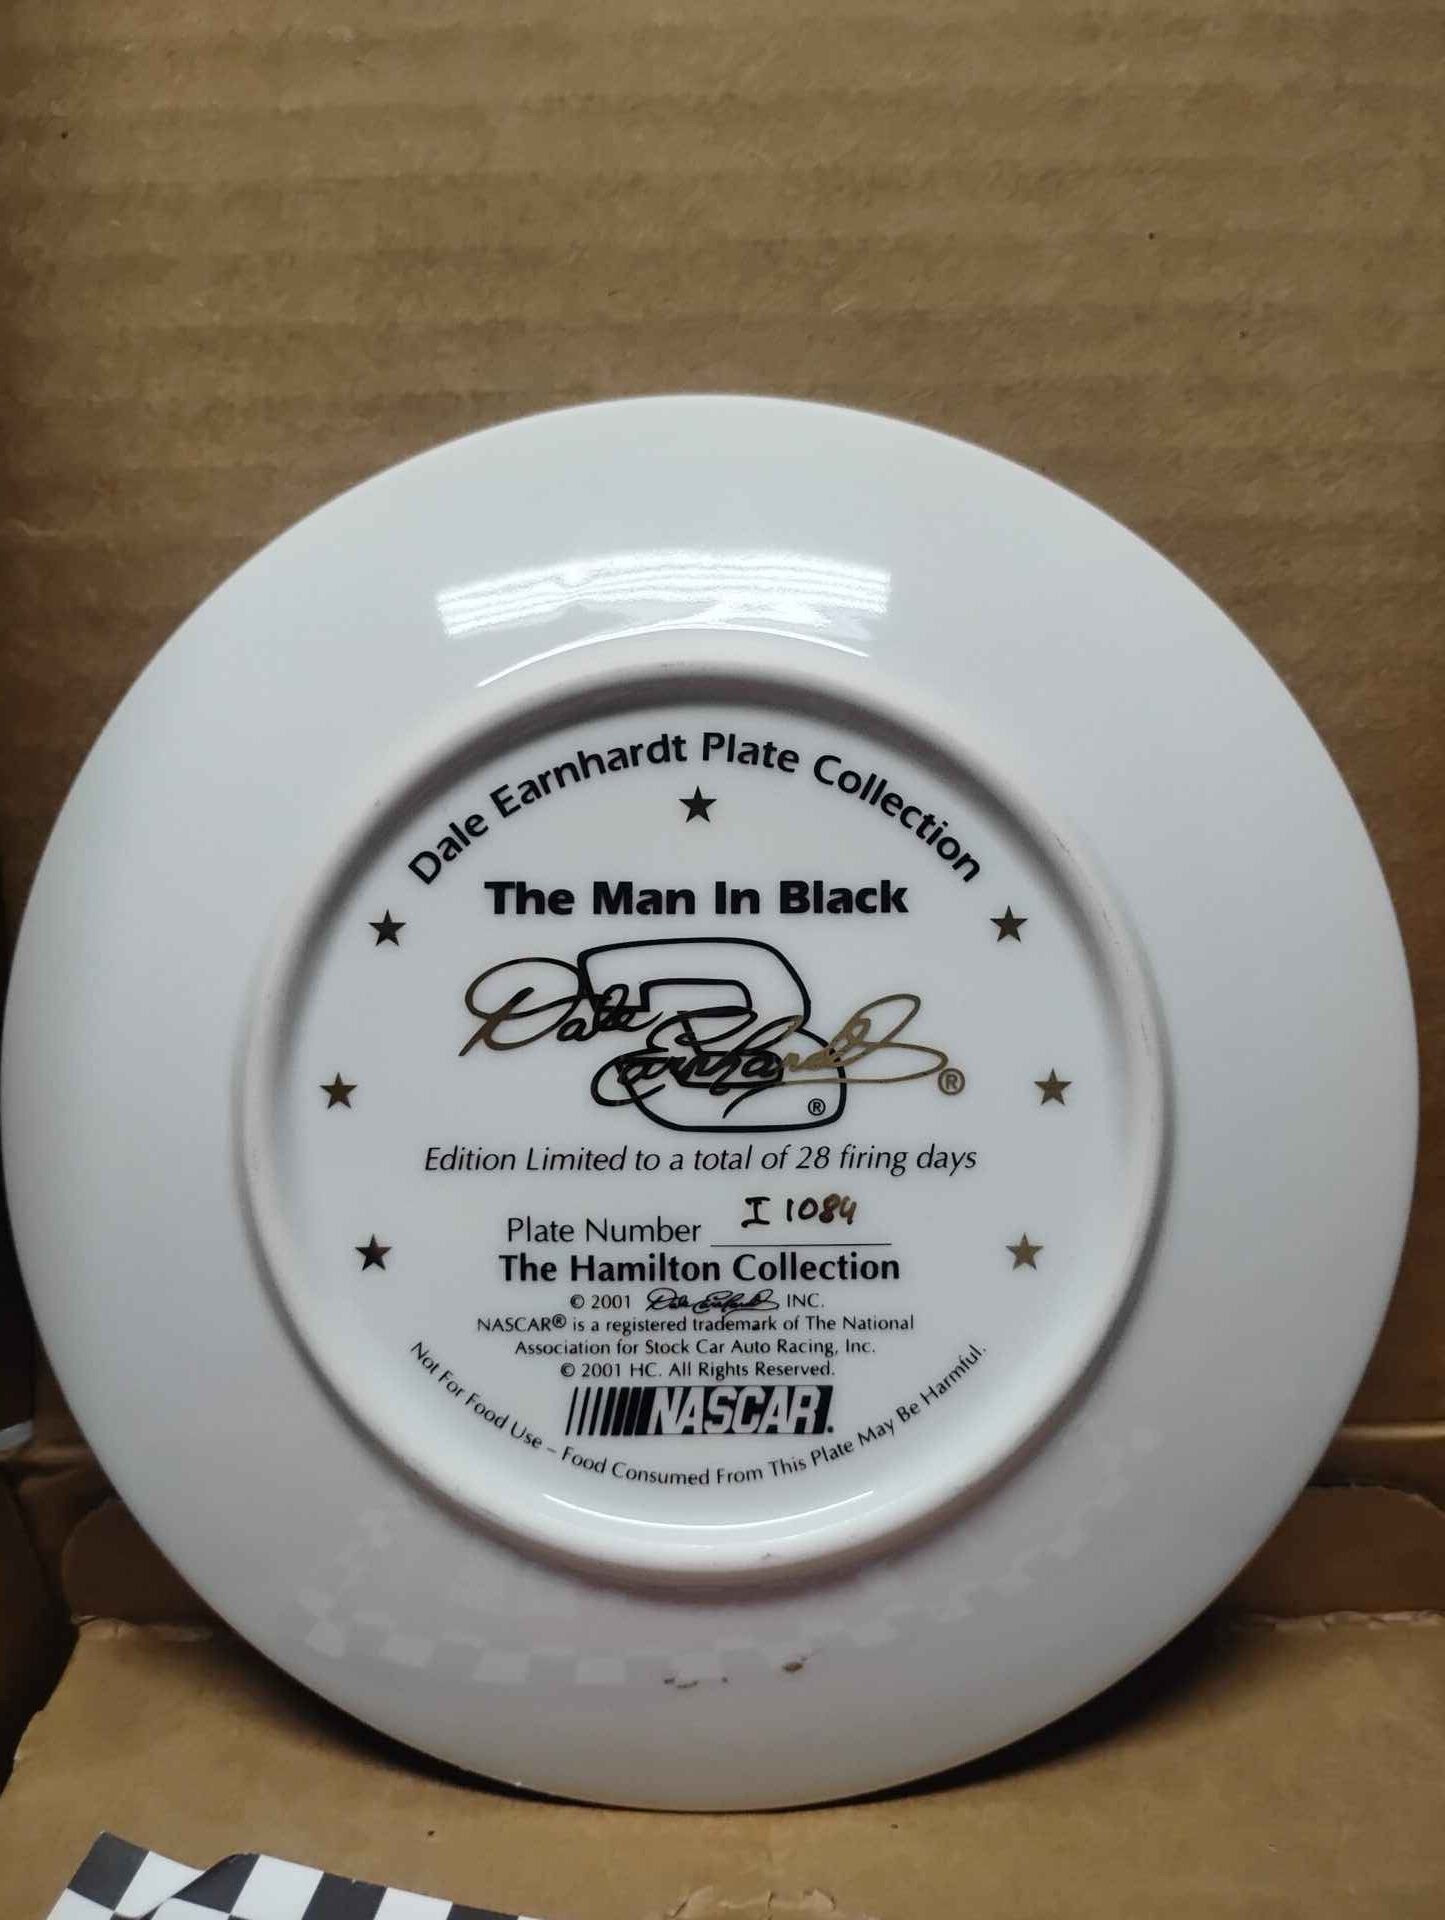 Dale Earnhardt Plate Collection
The Man In Black
3
Dale Earnhardt ®
®
Edition Limited to a total of 28 firing days
Plate Number I 1084
The Hamilton Collection
© 2001 Dale Earnhardt INC.
NASCAR® is a registered trademark of The National
Association for Stock Car Auto Racing, Inc.
© 2001 HC. All Rights Reserved.
NASCAR.
Not For Food Use – Food Consumed From This Plate May Be Harmful.